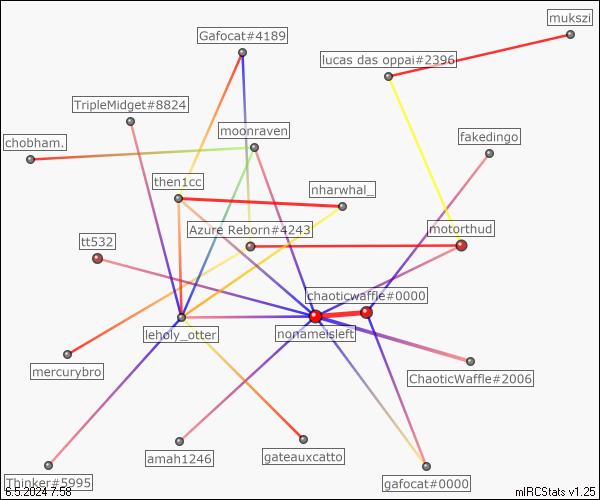 mukszi
Gafocat#4189
lucas das oppai#2396
TripleMidget#8824
moonraven
fakedingo
chobham.
then1cc
nharwhal_
Azure Reborn#4243
motorthud
tt532
chaoticwaffle#0000
leholy_otter
nonameisleft
mercurybro
ChaoticWaffle#2006
amah1246
gateauxcatto
Thinker#5995
gafocat#0000
6.5.2024 7:58
mIRCStats v1.25